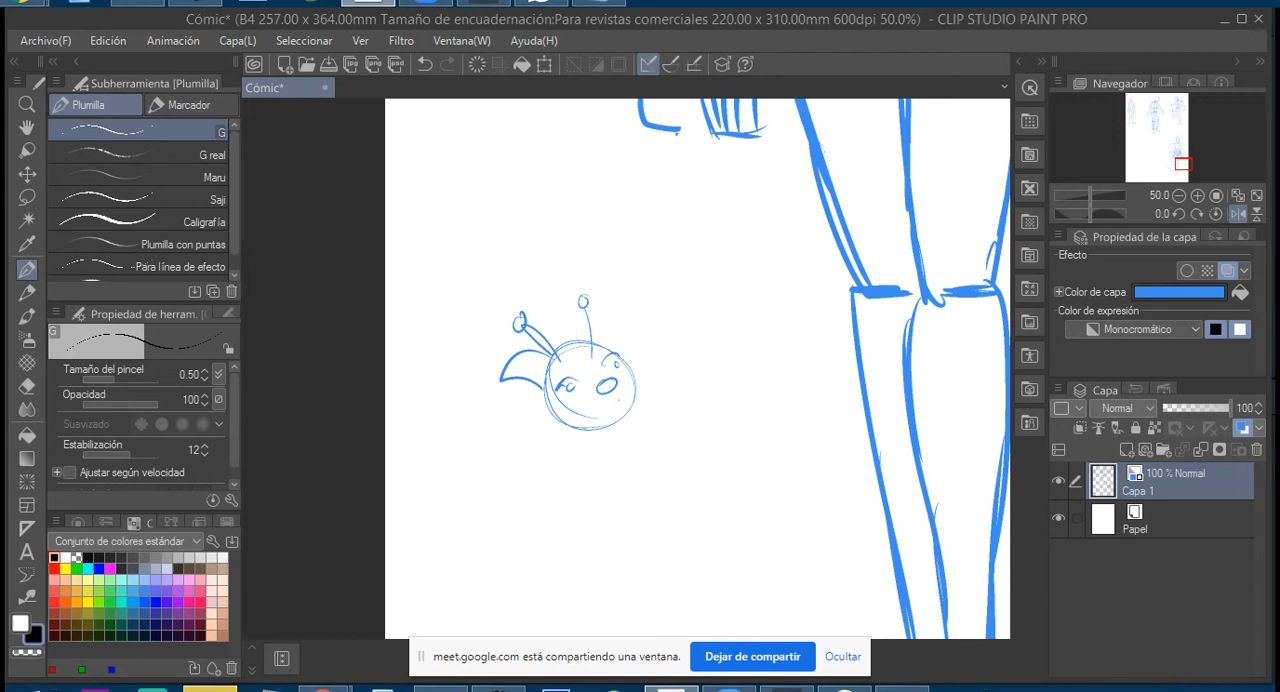 Cómic* (B4 257.00 x 364.00mm Tamaño de encuadernación:Para revistas comerciales 220.00 x 310.00mm 600dpi 50.0%) - CLIP STUDIO PAINT PRO
Archivo(F) Edición Animación Capa(L) Seleccionar Ver Filtro Ventana(W) Ayuda(H)
Subherramienta [Plumilla]
Plumilla Marcador
G
G real
Maru
Saji
Caligrafía
Plumilla con puntas
-Para línea de efecto
Propiedad de herram.
G
Tamaño del pincel 0.50
Opacidad 100
Suavizado
Estabilización 12
Ajustar según velocidad
Conjunto de colores estándar
Cómic*
Navegador
50.0
0.0
Propiedad de la capa
Efecto
Color de capa
Color de expresión
Monocromático
Capa
Normal 100
100 % Normal
Capa 1
Papel
meet.google.com está compartiendo una ventana. Dejar de compartir Ocultar